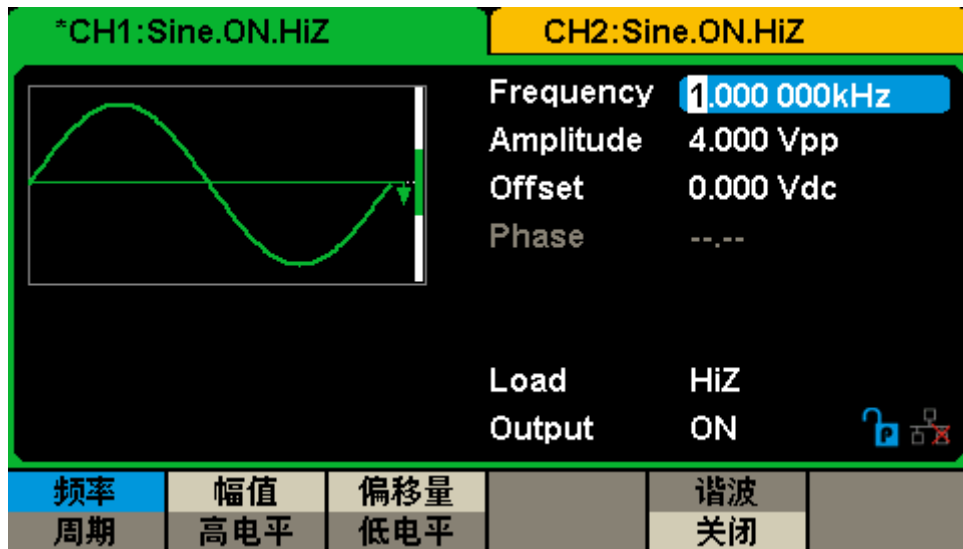 *CH1:Sine.ON.HiZ CH2:Sine.ON.HiZ
Frequency 1.000 000kHz
Amplitude 4.000 Vpp
Offset 0.000 Vdc
Phase --.--
Load HiZ
Output ON P
频率 幅值 偏移量 谐波
周期 高电平 低电平 关闭